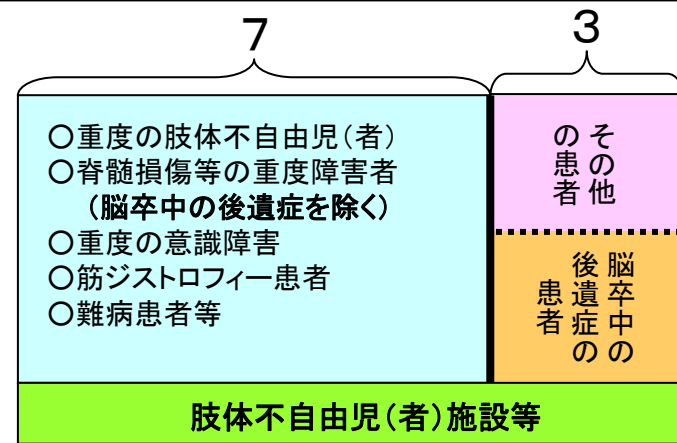 7
3
○重度の肢体不自由児（者）
○脊髄損傷等の重度障害者
（脳卒中の後遺症を除く）
○重度の意識障害
○筋ジストロフィー患者
○難病患者等
その他
の患者
脳卒中の
後遺症の
患者
肢体不自由児（者）施設等